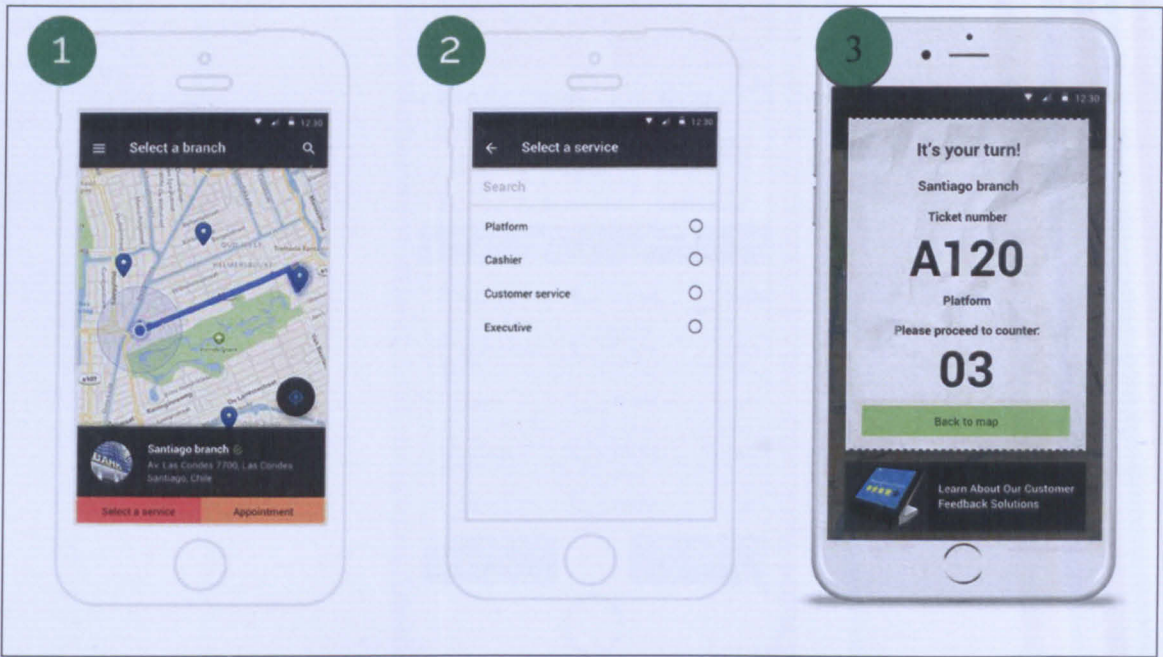 1
12:30
Select a branch
Santiago branch
Av. Las Condes 7700, Las Condes
Santiago, Chile
Select a service
Appointment
2
12:30
Select a service
Search
Platform
Cashier
Customer service
Executive
3
12:30
It's your turn!
Santiago branch
Ticket number
A120
Platform
Please proceed to counter:
03
Back to map
Learn About Our Customer
Feedback Solutions